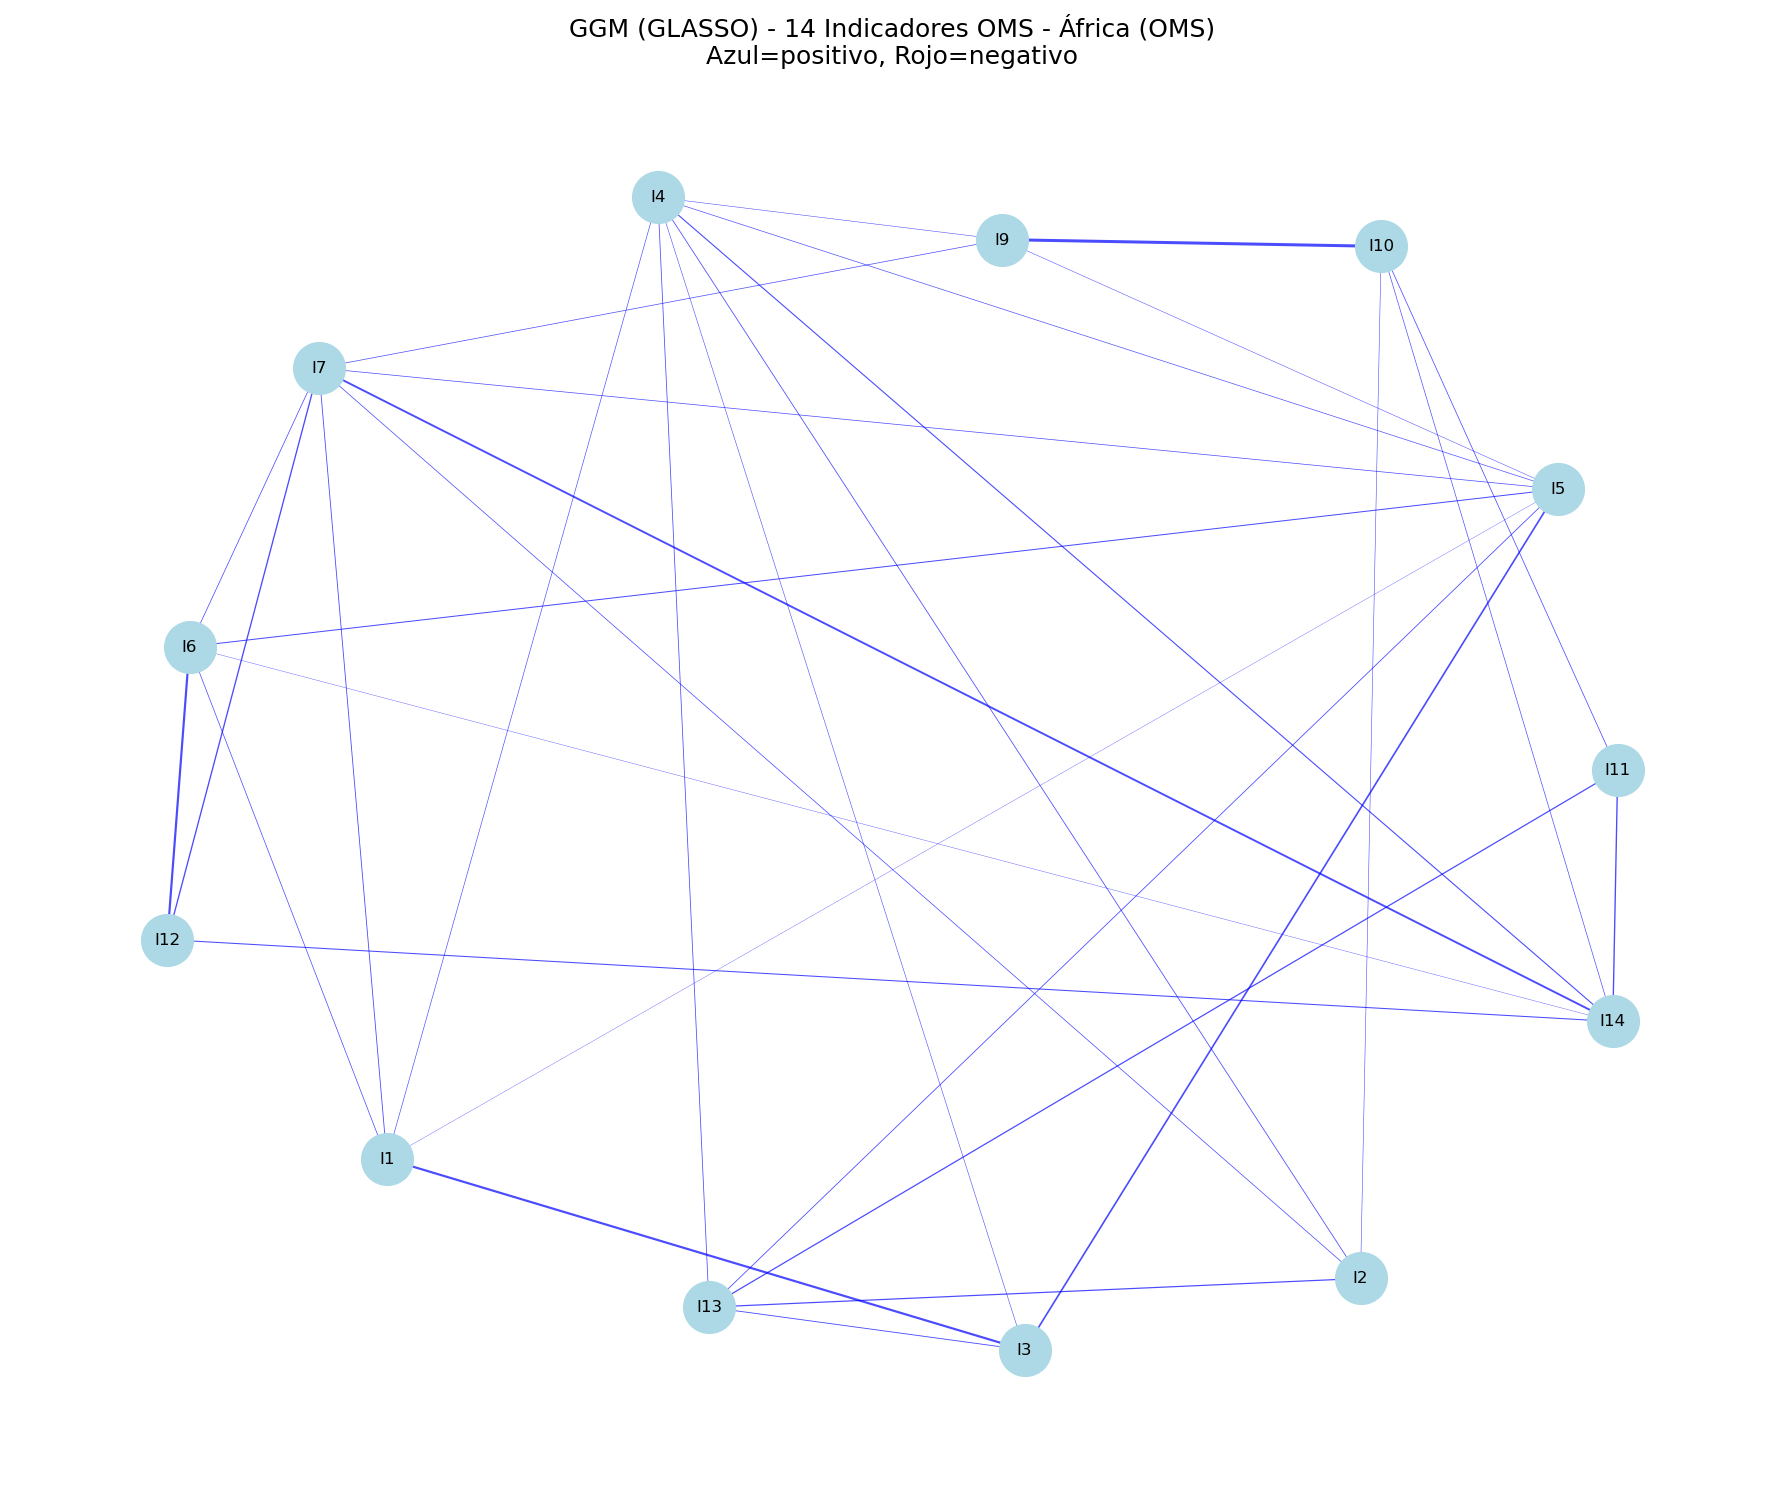 GGM (GLASSO) - 14 Indicadores OMS - África (OMS)
Azul=positivo, Rojo=negativo
I4
I9
I10
I7
I5
I6
I11
I12
I14
I1
I2
I13
I3